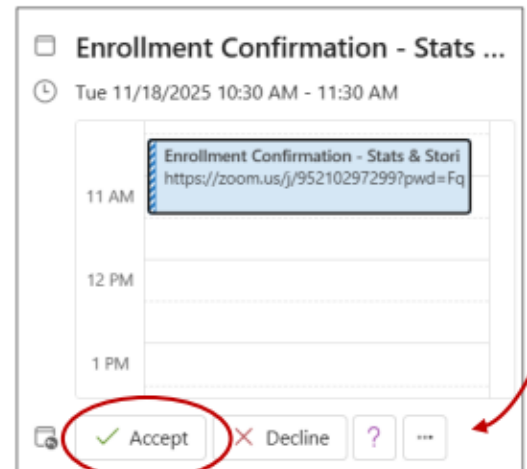 Enrollment Confirmation - Stats ...
Tue 11/18/2025 10:30 AM - 11:30 AM
Enrollment Confirmation - Stats & Stori
https://zoom.us/j/95210297299?pwd=Fq
11 AM
12 PM
1 PM
Accept Decline ? ...